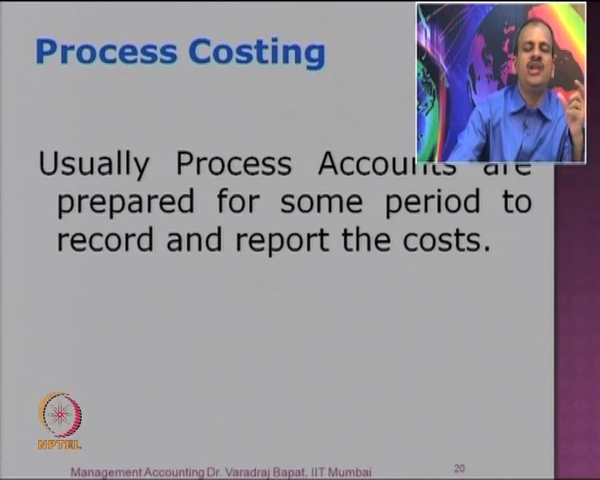 Process Costing
Usually Process Accounts are
prepared for some period to
record and report the costs.
NPTEL
Management Accounting Dr. Varadraj Bapat, IIT Mumbai
20